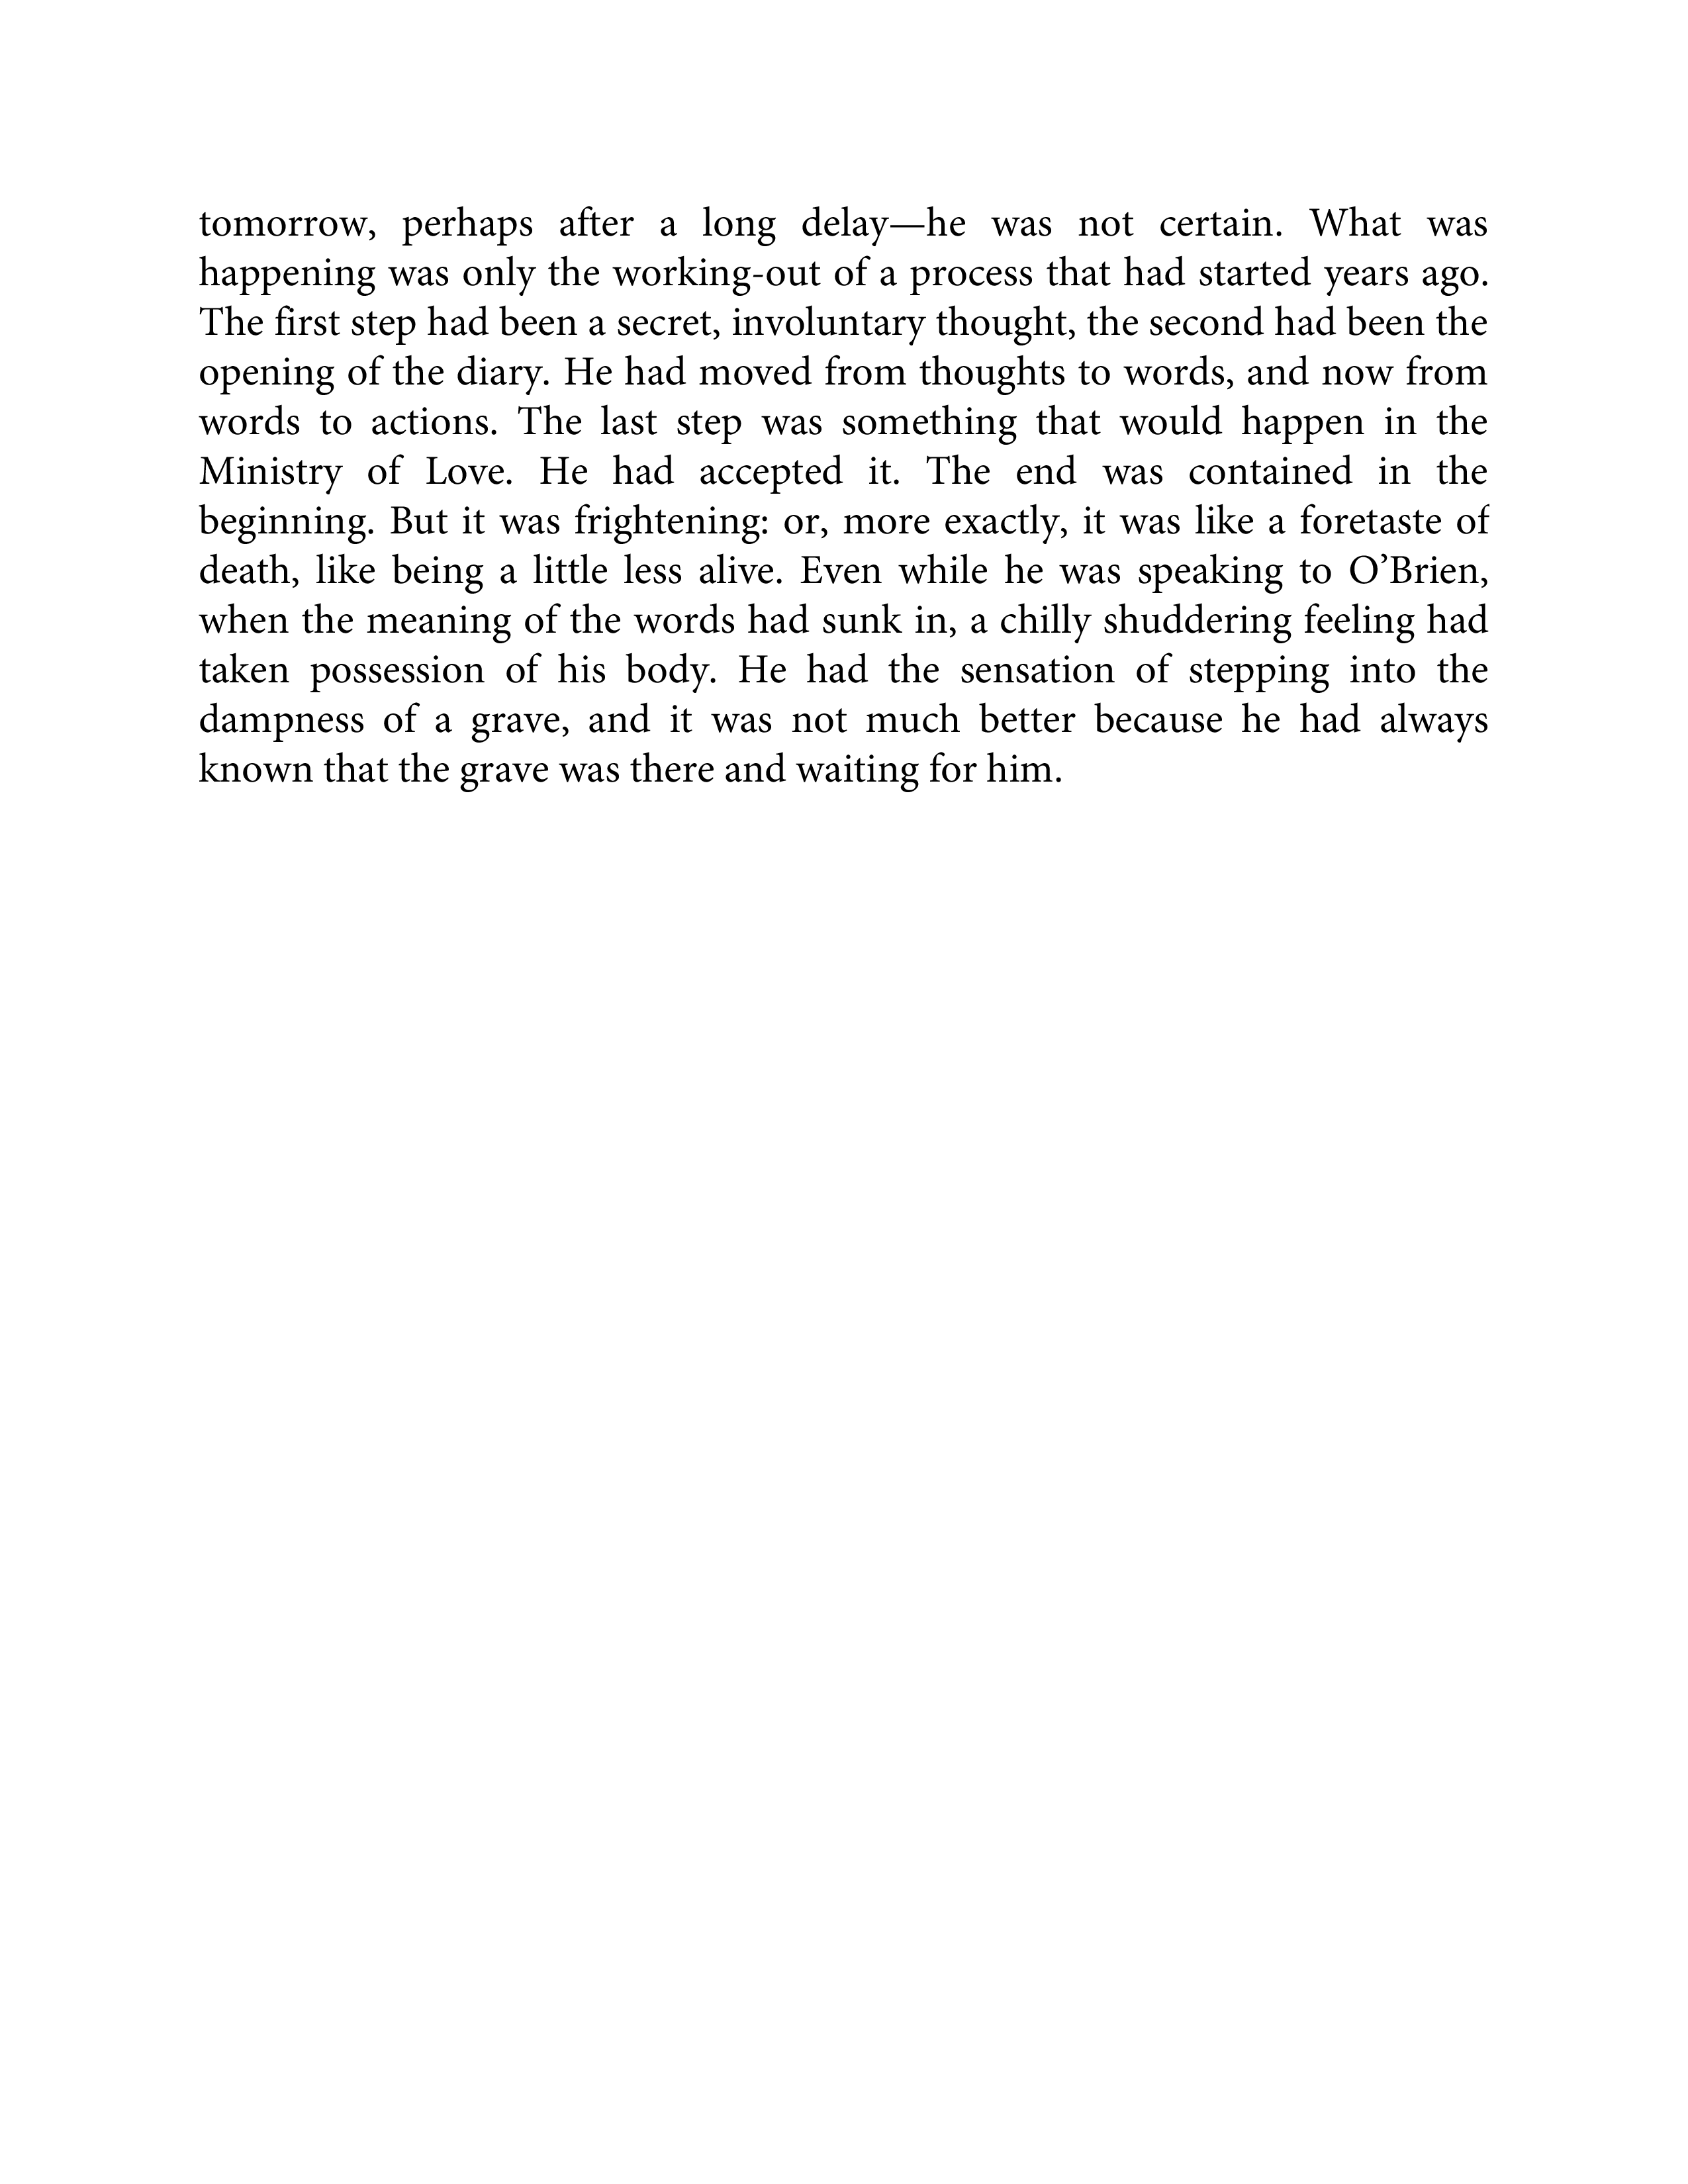 tomorrow, perhaps after a long delay—he was not certain. What was
happening was only the working-out of a process that had started years ago.
The first step had been a secret, involuntary thought, the second had been the
opening of the diary. He had moved from thoughts to words, and now from
words to actions. The last step was something that would happen in the
Ministry of Love. He had accepted it. The end was contained in the
beginning. But it was frightening: or, more exactly, it was like a foretaste of
death, like being a little less alive. Even while he was speaking to O’Brien,
when the meaning of the words had sunk in, a chilly shuddering feeling had
taken possession of his body. He had the sensation of stepping into the
dampness of a grave, and it was not much better because he had always
known that the grave was there and waiting for him.